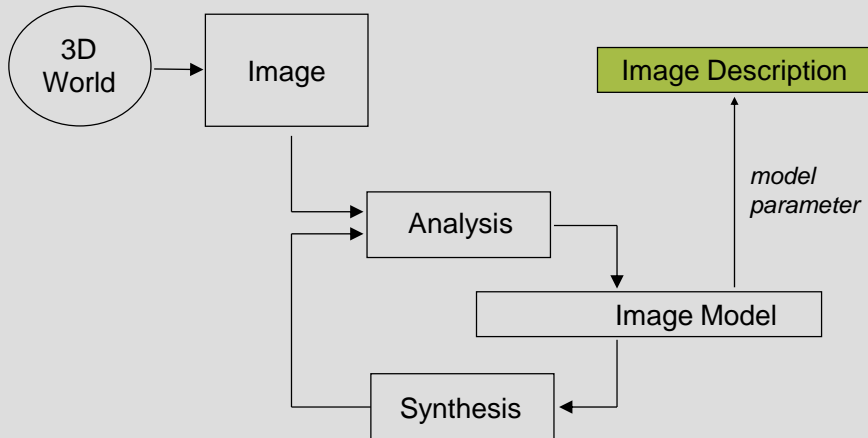 3D
World
Image
Image Description
model
parameter
Analysis
Image Model
Synthesis